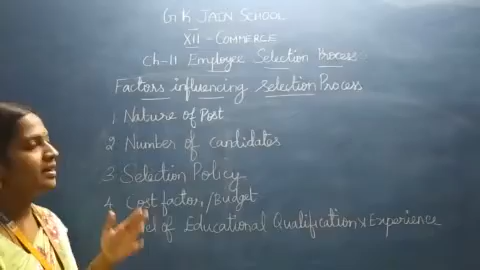 G K JAIN SCHOOL
XII - COMMERCE
Ch-11 Employee Selection Process
Factors influencing selection Process
1 Nature of Post
2 Number of candidates
3 Selection Policy
4 Cost factor/Budget
of Educational Qualification & Experience